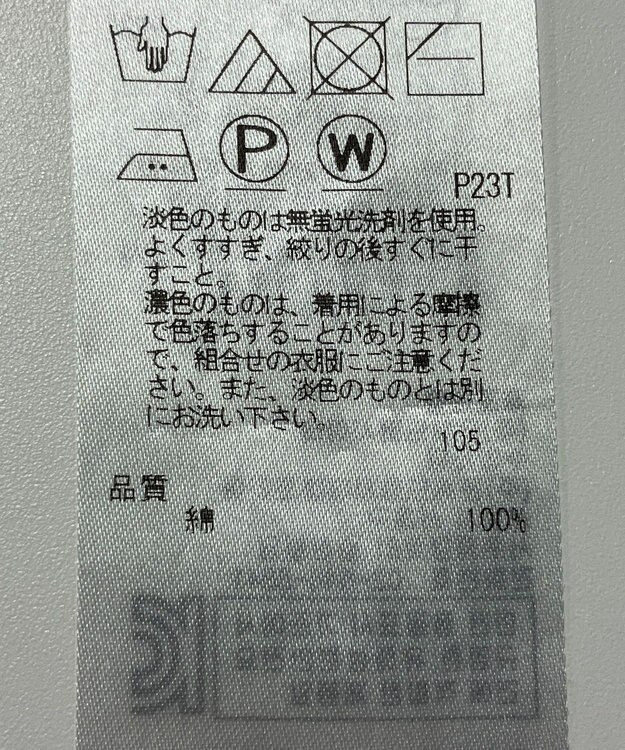 P W
P23T
淡色のものは無蛍光洗剤を使用。
よくすすぎ、絞りの後すぐに干
すこと。
濃色のものは、着用による摩擦
で色落ちすることがありますの
で、組合せの衣服にご注意くだ
さい。また、淡色のものとは別
にお洗い下さい。
105
品質
綿 100%